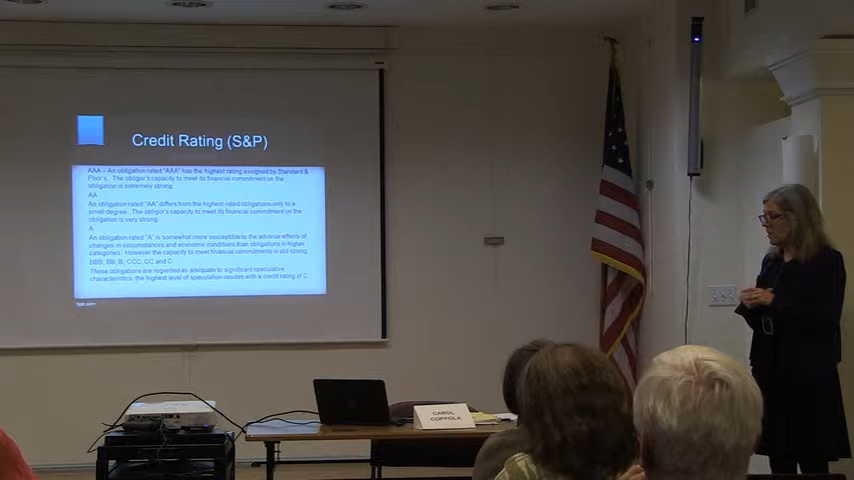 Credit Rating (S&P)
AAA – An obligation rated "AAA" has the highest rating assigned by Standard &
Poor's. The obligor's capacity to meet its financial commitment on the
obligation is extremely strong.
AA
An obligation rated "AA" differs from the highest-rated obligations only to a
small degree. The obligor's capacity to meet its financial commitment on the
obligation is very strong.
A
An obligation rated "A" is somewhat more susceptible to the adverse effects of
changes in circumstances and economic conditions than obligations in higher
categories. However the capacity to meet financial commitments is still strong.
BBB, BB, B, CCC, CC and C
These obligations are regarded as adequate to significant speculative
characteristics, the highest level of speculation resides with a credit rating of C
CAROL
COPPOLA